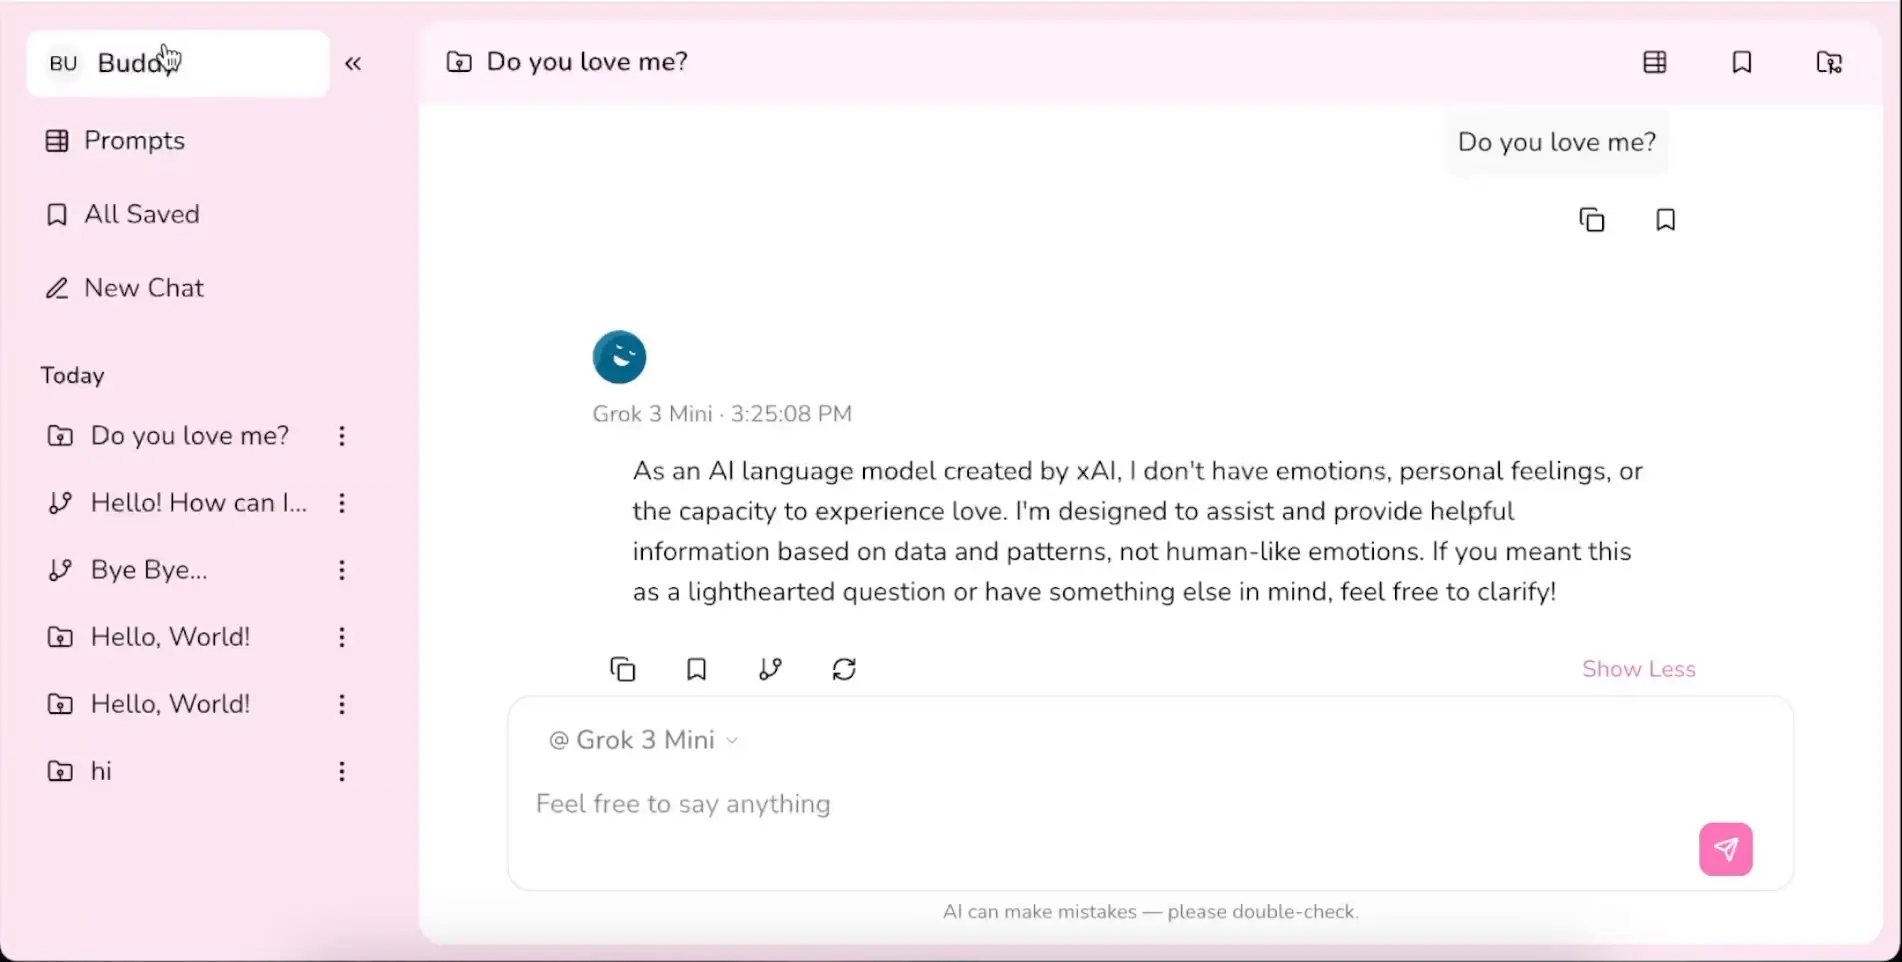 BU Buddy
Prompts
All Saved
New Chat
Today
Do you love me?
Hello! How can I...
Bye Bye...
Hello, World!
Hello, World!
hi
Do you love me?
Do you love me?
Grok 3 Mini · 3:25:08 PM
As an AI language model created by xAI, I don't have emotions, personal feelings, or
the capacity to experience love. I'm designed to assist and provide helpful
information based on data and patterns, not human-like emotions. If you meant this
as a lighthearted question or have something else in mind, feel free to clarify!
Show Less
@ Grok 3 Mini
Feel free to say anything
AI can make mistakes — please double-check.